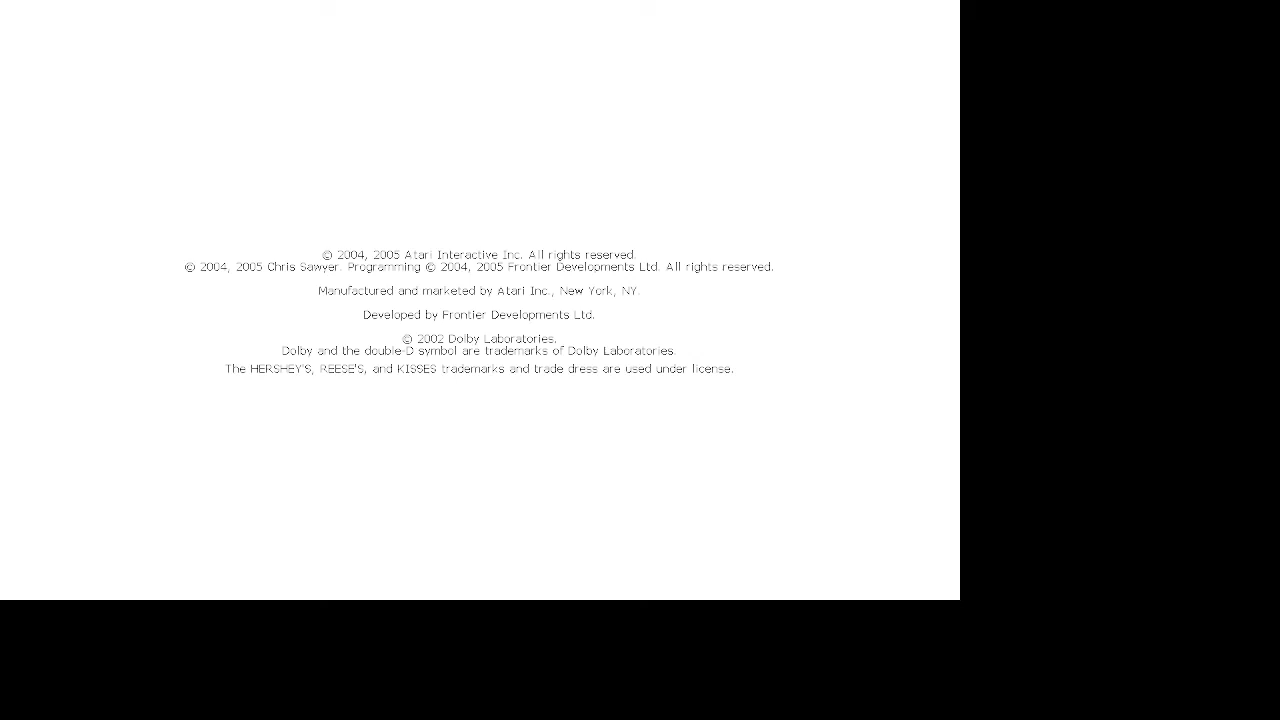 © 2004, 2005 Atari Interactive Inc. All rights reserved.
© 2004, 2005 Chris Sawyer. Programming © 2004, 2005 Frontier Developments Ltd. All rights reserved.
Manufactured and marketed by Atari Inc., New York, NY.
Developed by Frontier Developments Ltd.
© 2002 Dolby Laboratories.
Dolby and the double-D symbol are trademarks of Dolby Laboratories.
The HERSHEY'S, REESE'S, and KISSES trademarks and trade dress are used under license.